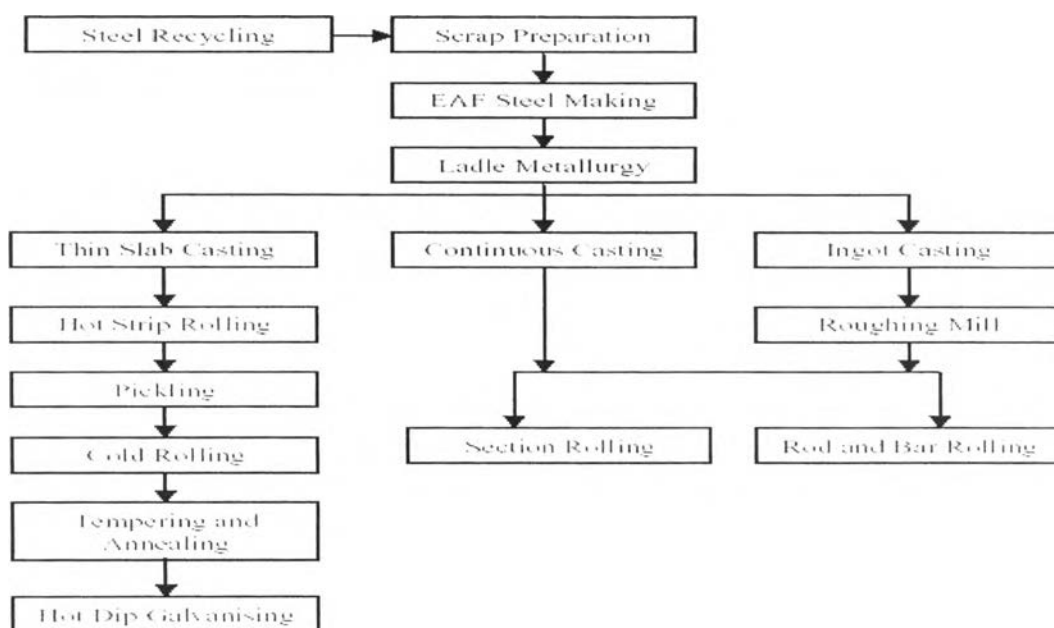 Steel Recycling
Scrap Preparation
EAF Steel Making
Ladle Metallurgy
Thin Slab Casting
Continuous Casting
Ingot Casting
Hot Strip Rolling
Roughing Mill
Pickling
Cold Rolling
Section Rolling
Rod and Bar Rolling
Tempering and
Annealing
Hot Dip Galvanising